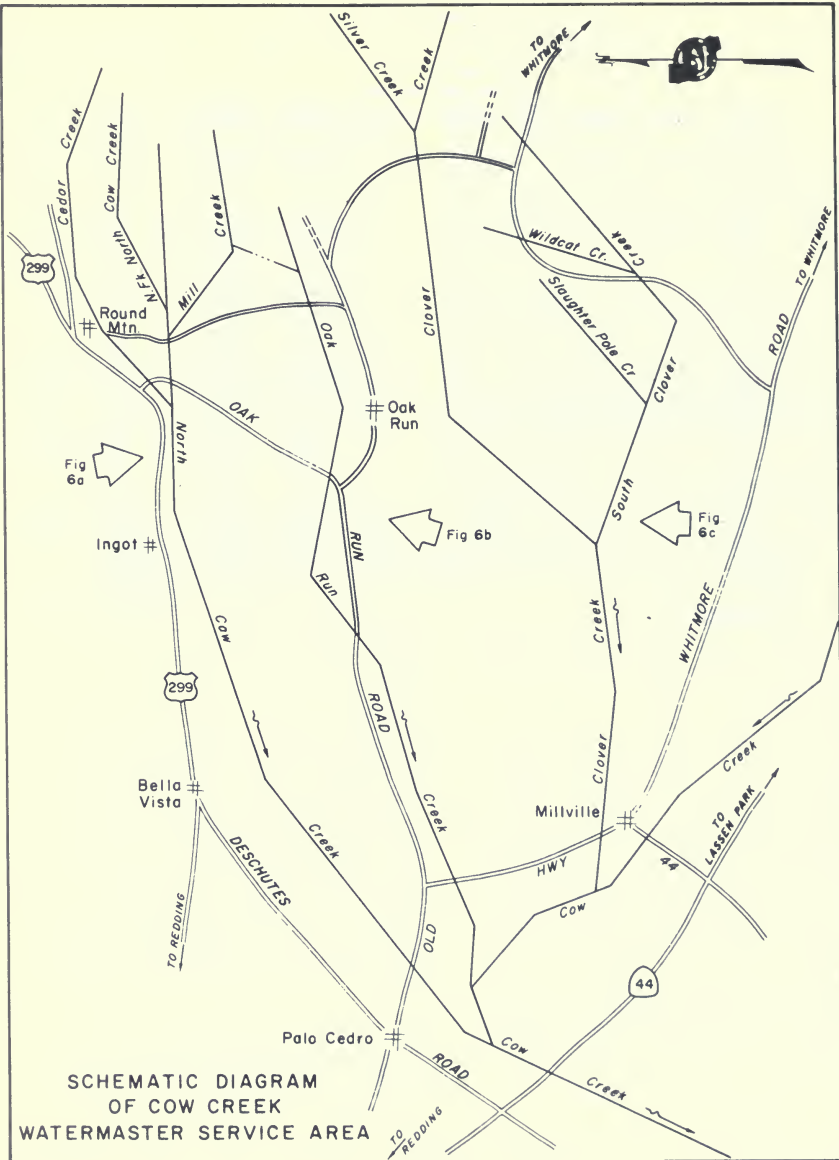 Silver Creek
Creek
TO
WHITMORE
N
Cedar Creek
Cow Creek
N. Fk North
Mill
Creek
299
Round
Mtn.
Oak
OAK
Oak
Run
Clover
Wildcat Cr.
Creek
Slaughter Pole Cr
Clover
TO WHITMORE
ROAD
North
Fig
6a
Fig 6b
South
Fig
6c
Ingot
RUN
Run
Cow
Creek
WHITMORE
299
ROAD
Clover
Creek
Bella
Vista
Creek
Creek
Millville
TO
LASSEN PARK
DESCHUTES
HWY
44
Cow
TO REDDING
OLD
44
Palo Cedro
Cow
ROAD
Creek
SCHEMATIC DIAGRAM
OF COW CREEK
WATERMASTER SERVICE AREA
TO
REDDING